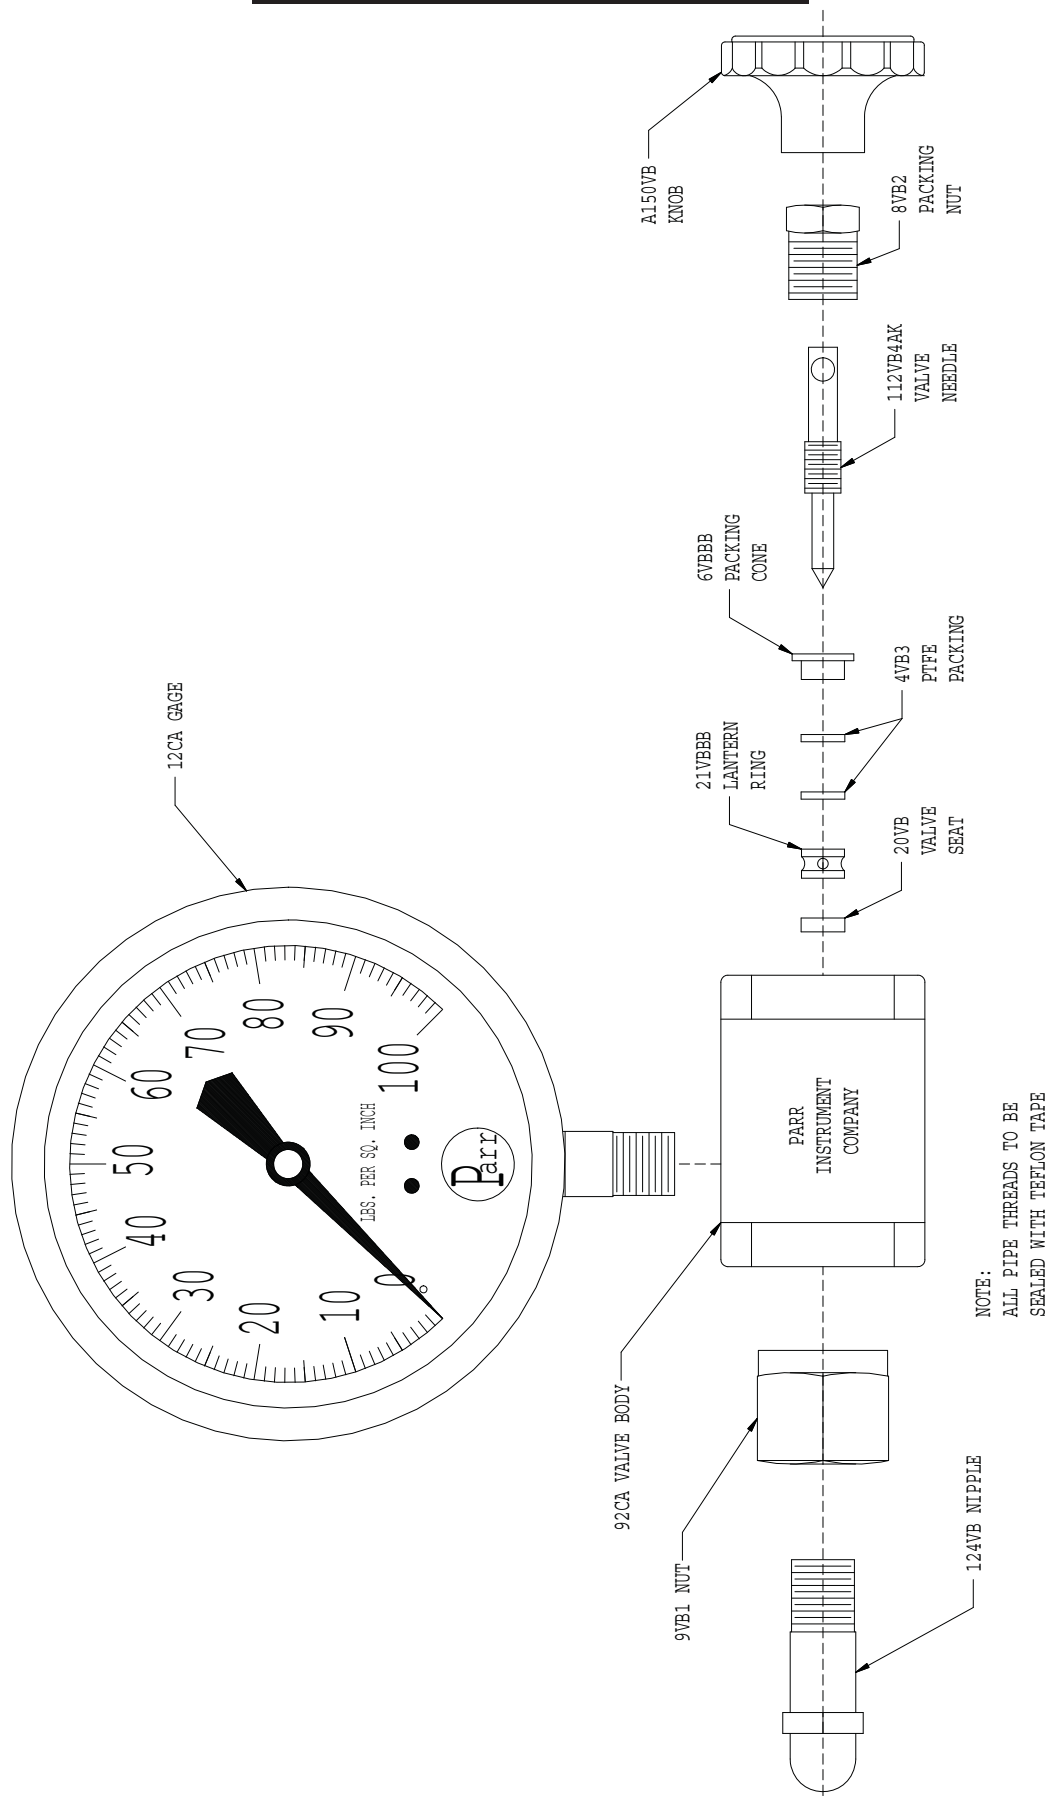 12CA GAGE
0
10
20
30
40
50
60
70
80
90
100
LBS. PER SQ. INCH
Parr
92CA VALVE BODY
9VB1 NUT
124VB NIPPLE
PARR
INSTRUMENT
COMPANY
20VB
VALVE
SEAT
21VBBB
LANTERN
RING
4VB3
PTFE
PACKING
6VBBB
PACKING
CONE
112VB4AK
VALVE
NEEDLE
8VB2
PACKING
NUT
A150VB
KNOB
NOTE:
ALL PIPE THREADS TO BE
SEALED WITH TEFLON TAPE